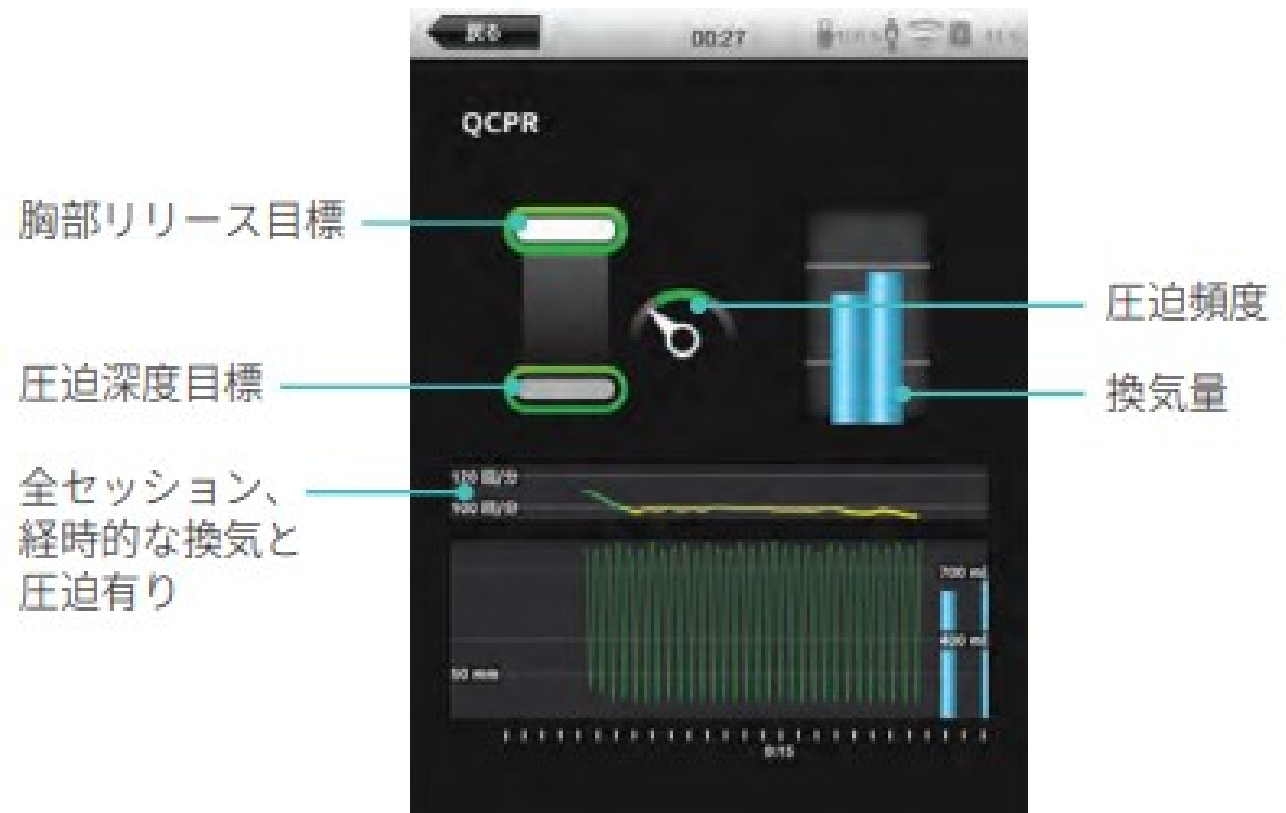 戻る
00:27
QCPR
胸部リリース目標
圧迫頻度
圧迫深度目標
換気量
全セッション、
経時的な換気と
圧迫有り
120 回/分
100 回/分
700 ml
400 ml
50 mm
0:15